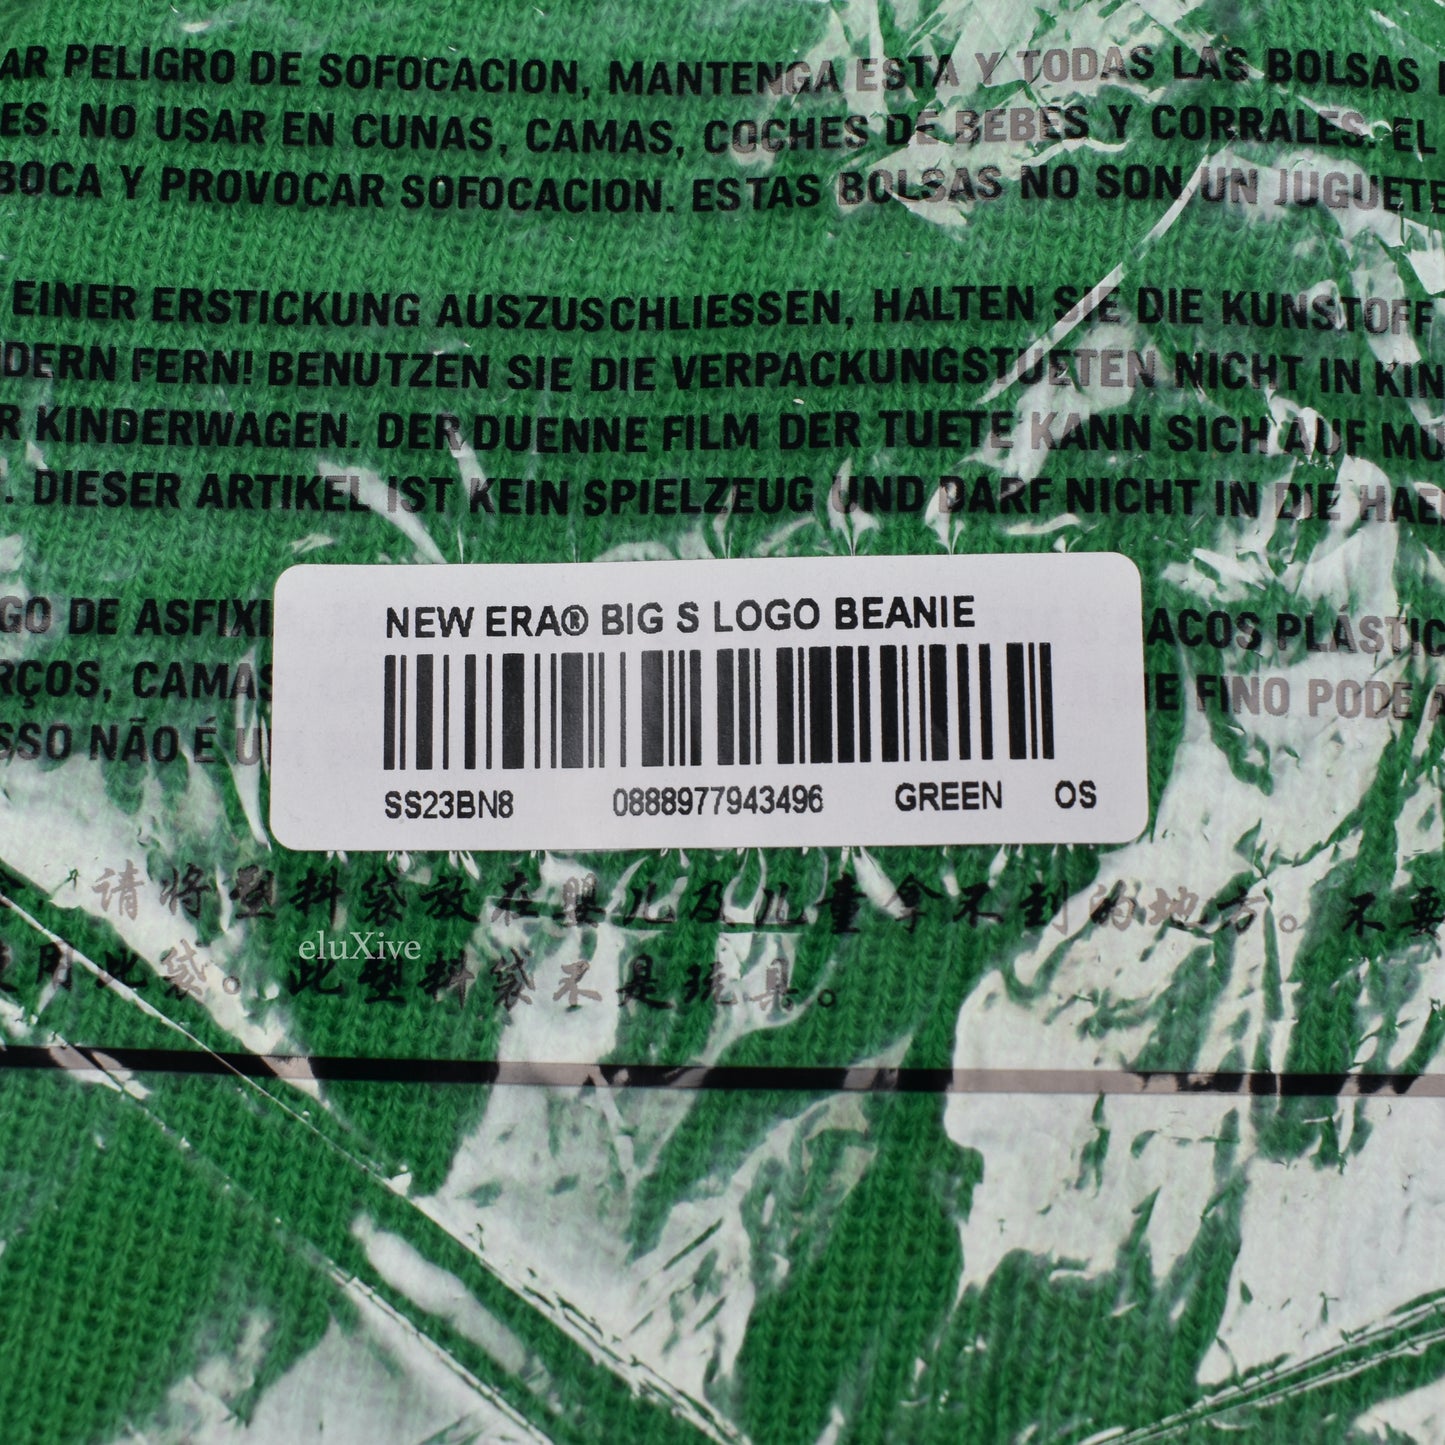 AR PELIGRO DE SOFOCACION, MANTENGA ESTA Y TODAS LAS BOLSAS
ES. NO USAR EN CUNAS, CAMAS, COCHES DE BEBES Y CORRALES. EL
BOCA Y PROVOCAR SOFOCACION. ESTAS BOLSAS NO SON UN JUGUETE
EINER ERSTICKUNG AUSZUSCHLIESSEN, HALTEN SIE DIE KUNSTOFF
DERN FERN! BENUTZEN SIE DIE VERPACKUNGSTUETEN NICHT IN KIN
R KINDERWAGEN. DER DUENNE FILM DER TUETE KANN SICH AUF MU
. DIESER ARTIKEL IST KEIN SPIELZEUG UND DARF NICHT IN DIE HAE
GO DE ASFIXI ACOS PLÁSTIC
RÇOS, CAMAS E FINO PODE A
SSO NÃO É U
NEW ERA® BIG S LOGO BEANIE
SS23BN8 0888977943496 GREEN OS
请将塑料袋放在婴儿及儿童拿不到的地方。不要
使用此袋。此塑料袋不是玩具。
eluXive